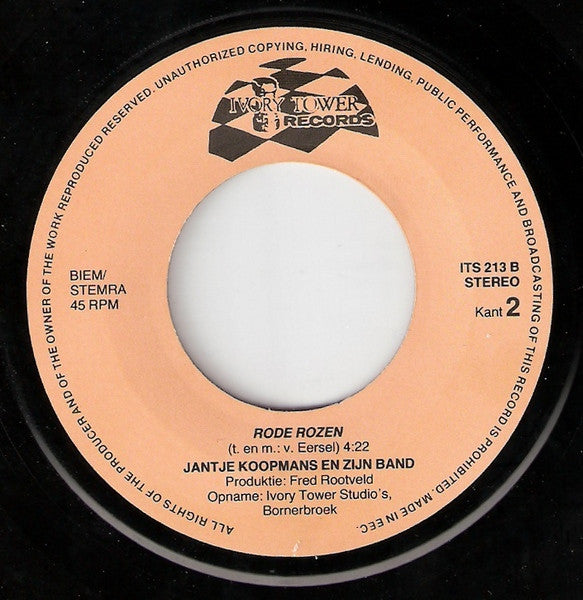 ALL RIGHTS OF THE PRODUCER AND OF THE OWNER OF THE WORK REPRODUCED RESERVED. UNAUTHORIZED COPYING, HIRING, LENDING, PUBLIC PERFORMANCE AND BROADCASTING OF THIS RECORD IS PROHIBITED. MADE IN EEC.
IVORY TOWER
RECORDS
BIEM/
STEMRA
45 RPM
ITS 213 B
STEREO
Kant 2
RODE ROZEN
(t. en m.: v. Eersel) 4:22
JANTJE KOOPMANS EN ZIJN BAND
Produktie: Fred Rootveld
Opname: Ivory Tower Studio's,
Bornerbroek